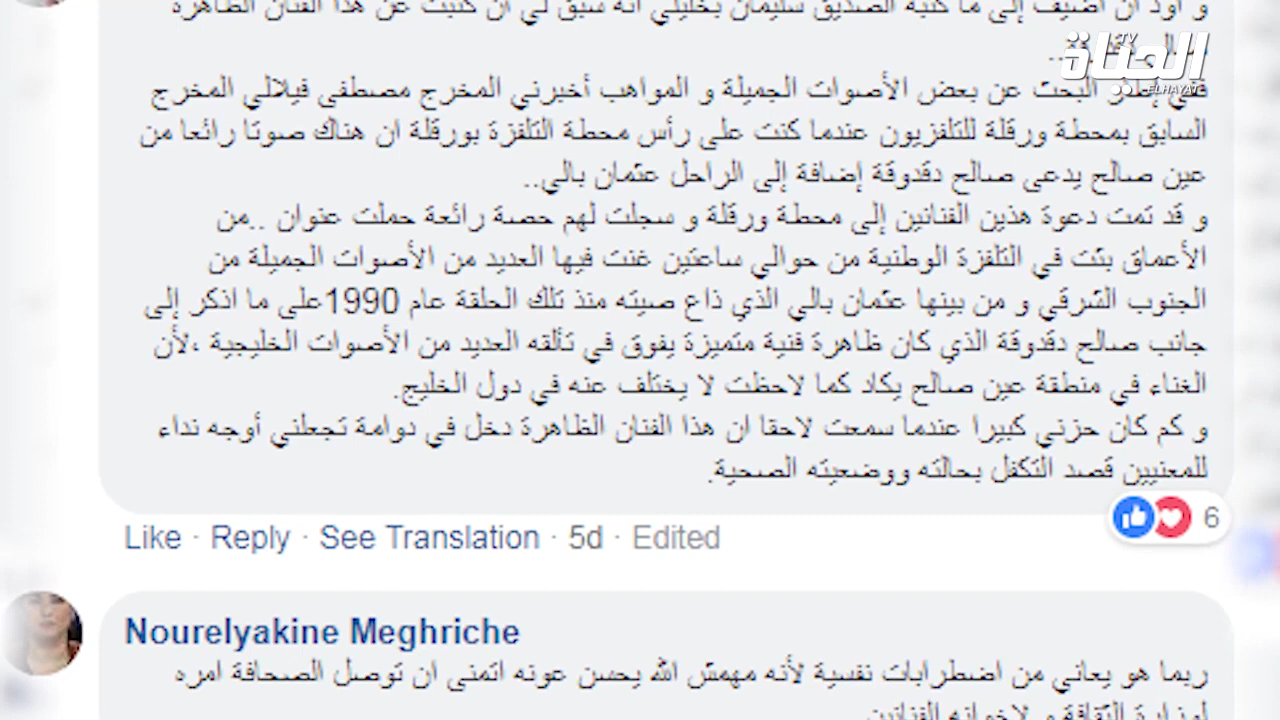 و اود ان اضيف إلى ما كتبه الصديق سليمان بخليلي انه سبق لي ان كتبت عن هذا الفنان الظاهرة
الحياة
TV
ELHAYAT
البحث عن بعض الأصوات الجميلة و المواهب أخبرني المخرج مصطفى فيلالي المخرج
السابق بمحطة ورقلة للتلفزيون عندما كنت على رأس محطة التلفزة بورقلة ان هناك صوتا رائعا من
عين صالح يدعى صالح دقدوقة إضافة إلى الراحل عثمان بالي..
و قد تمت دعوة هذين الفنانين إلى محطة ورقلة و سجلت لهم حصة رائعة حملت عنوان ..من
الأعماق بثت في التلفزة الوطنية من حوالي ساعتين غنت فيها العديد من الأصوات الجميلة من
الجنوب الشرقي و من بينها عثمان بالي الذي ذاع صيته منذ تلك الحلقة عام 1990على ما اذكر إلى
جانب صالح دقدوقة الذي كان ظاهرة فنية متميزة يفوق في تألقه العديد من الأصوات الخليجية ،لأن
الغناء في منطقة عين صالح يكاد كما لاحظت لا يختلف عنه في دول الخليج.
و كم كان حزني كبيرا عندما سمعت لاحقا ان هذا الفنان الظاهرة دخل في دوامة تجعلني أوجه نداء
للمعنيين قصد التكفل بحالته ووضعيته الصحية.
6
Like · Reply · See Translation · 5d · Edited
Nourelyakine Meghriche
ربما هو يعاني من اضطرابات نفسية لأنه مهمش الله يحسن عونه اتمنى ان توصل الصحافة امره
لوزارة الثقافة و لاخوانه الفنانين